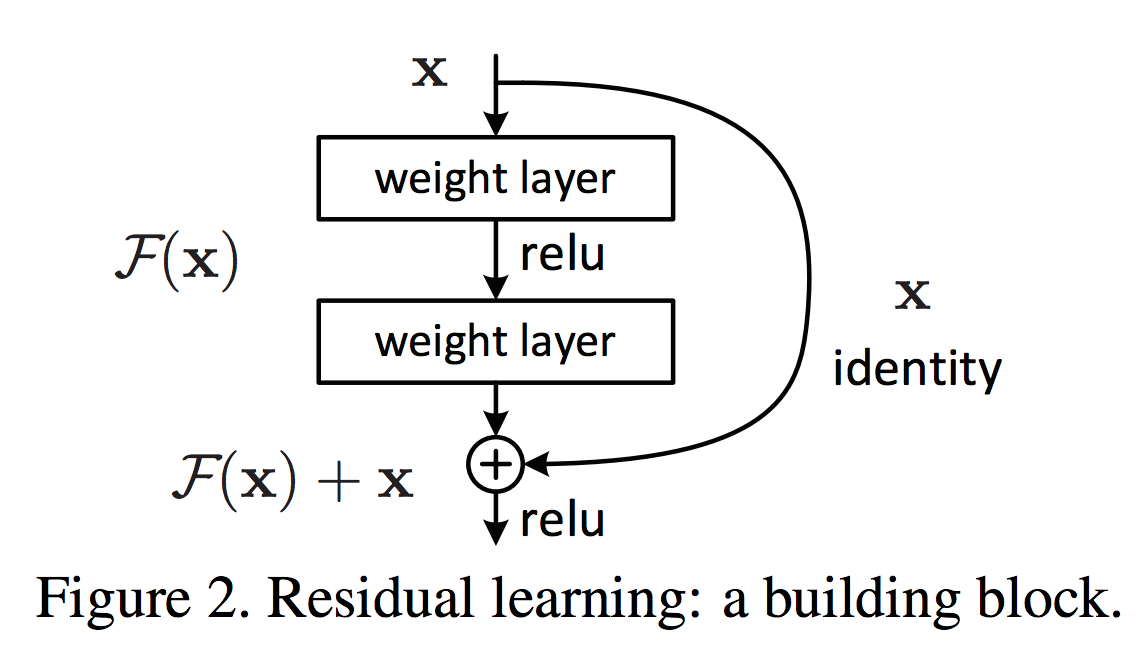 x
weight layer
relu
F(x)
weight layer
x
identity
F(x) + x
relu
Figure 2. Residual learning: a building block.